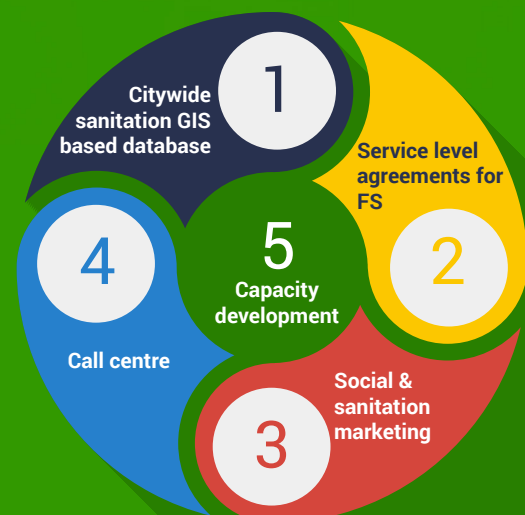 1
Citywide
sanitation GIS
based database
2
Service level
agreements for
FS
3
Social &
sanitation
marketing
4
Call centre
5
Capacity
development